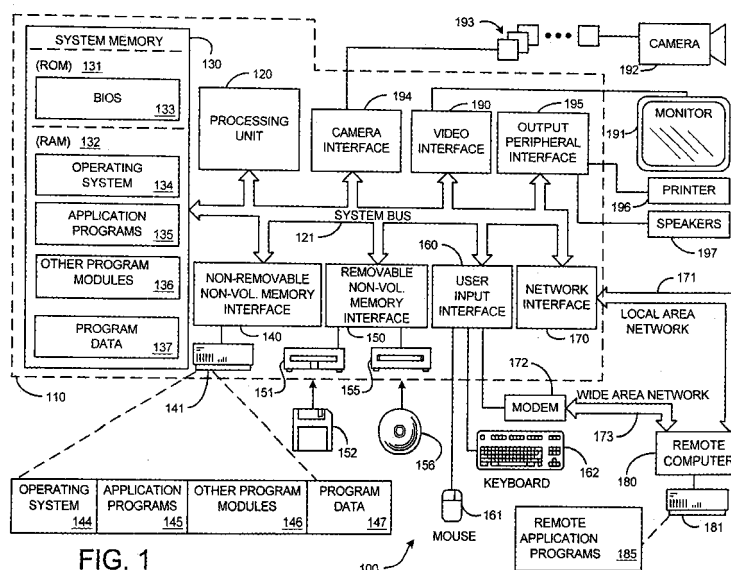 SYSTEM MEMORY
130
(ROM) 131
BIOS
133
(RAM) 132
OPERATING
SYSTEM 134
APPLICATION
PROGRAMS 135
OTHER PROGRAM
MODULES 136
PROGRAM
DATA 137
110
120
PROCESSING
UNIT
194
CAMERA
INTERFACE
190
VIDEO
INTERFACE
195
OUTPUT
PERIPHERAL
INTERFACE
193
CAMERA
192
MONITOR
191
PRINTER
196
SPEAKERS
197
SYSTEM BUS
121
NON-REMOVABLE
NON-VOL. MEMORY
INTERFACE
140
REMOVABLE
NON-VOL.
MEMORY
INTERFACE
150
160
USER
INPUT
INTERFACE
NETWORK
INTERFACE
170
171
LOCAL AREA
NETWORK
141
151
155
152
156
172
MODEM
WIDE AREA NETWORK
173
KEYBOARD
162
MOUSE
161
REMOTE
COMPUTER
180
181
REMOTE
APPLICATION
PROGRAMS 185
OPERATING
SYSTEM 144
APPLICATION
PROGRAMS 145
OTHER PROGRAM
MODULES 146
PROGRAM
DATA 147
FIG. 1
100